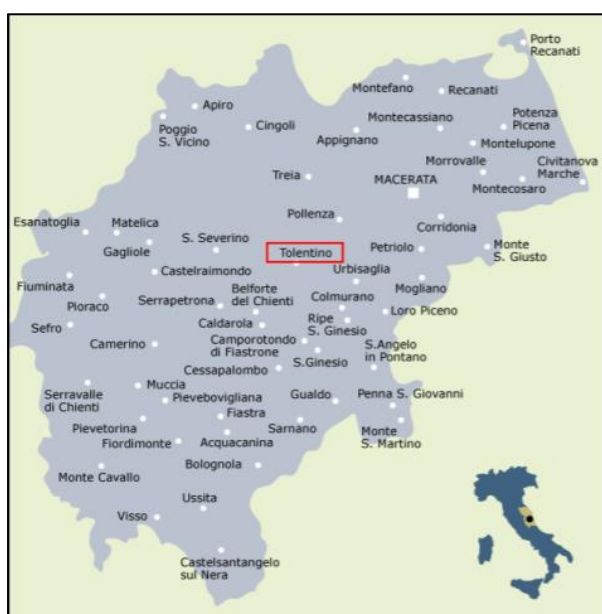 Porto
Recanati
Montefano
Recanati
Apiro
Montecassiano
Potenza
Picena
Poggio
S. Vicino
Cingoli
Appignano
Montelupone
Morrovalle
Civitanova
Marche
Treia
MACERATA
Montecosaro
Pollenza
Esanatoglia
Matelica
Corridonia
S. Severino
Gagliole
Tolentino
Petriolo
Monte
S. Giusto
Castelraimondo
Urbisaglia
Fiuminata
Mogliano
Belforte
del Chienti
Pioraco
Serrapetrona
Colmurano
Loro Piceno
Sefro
Caldarola
Ripe
S. Ginesio
Camerino
Camporotondo
di Fiastrone
S.Angelo
in Pontano
S.Ginesio
Cessapalombo
Serravalle
di Chienti
Muccia
Pievebovigliana
Gualdo
Penna S. Giovanni
Pievetorina
Fiastra
Sarnano
Fiordimonte
Acquacanina
Monte
S. Martino
Monte Cavallo
Bolognola
Ussita
Visso
Castelsantangelo
sul Nera